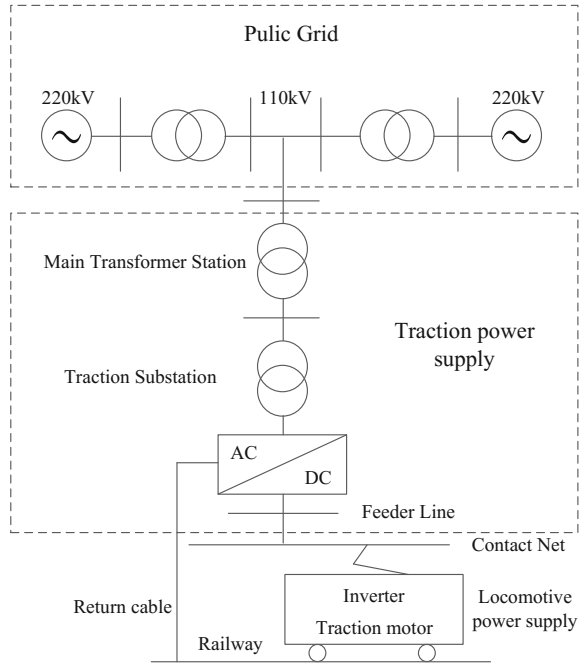 Pulic Grid
220kV
110kV
220kV
Main Transformer Station
Traction power
supply
Traction Substation
AC
DC
Feeder Line
Contact Net
Inverter
Traction motor
Locomotive
power supply
Return cable
Railway